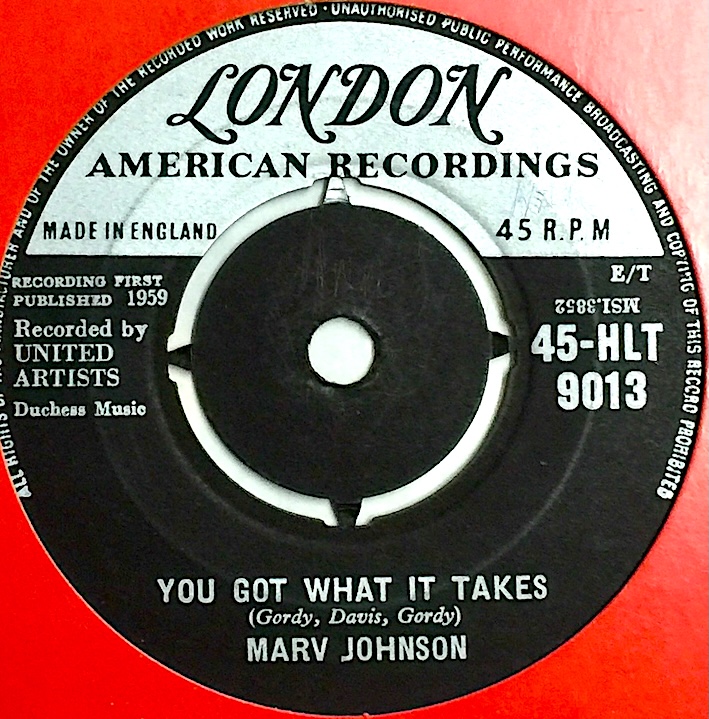 ALL RIGHTS OF THE MANUFACTURER AND OF THE OWNER OF THE RECORDED WORK RESERVED · UNAUTHORISED PUBLIC PERFORMANCE BROADCASTING AND COPYING OF THIS RECORD PROHIBITED
LONDON
AMERICAN RECORDINGS
MADE IN ENGLAND
45 R.P.M
RECORDING FIRST
PUBLISHED 1959
Recorded by
UNITED
ARTISTS
Duchess Music
E/T
MSI.3852
45-HLT
9013
YOU GOT WHAT IT TAKES
(Gordy, Davis, Gordy)
MARV JOHNSON